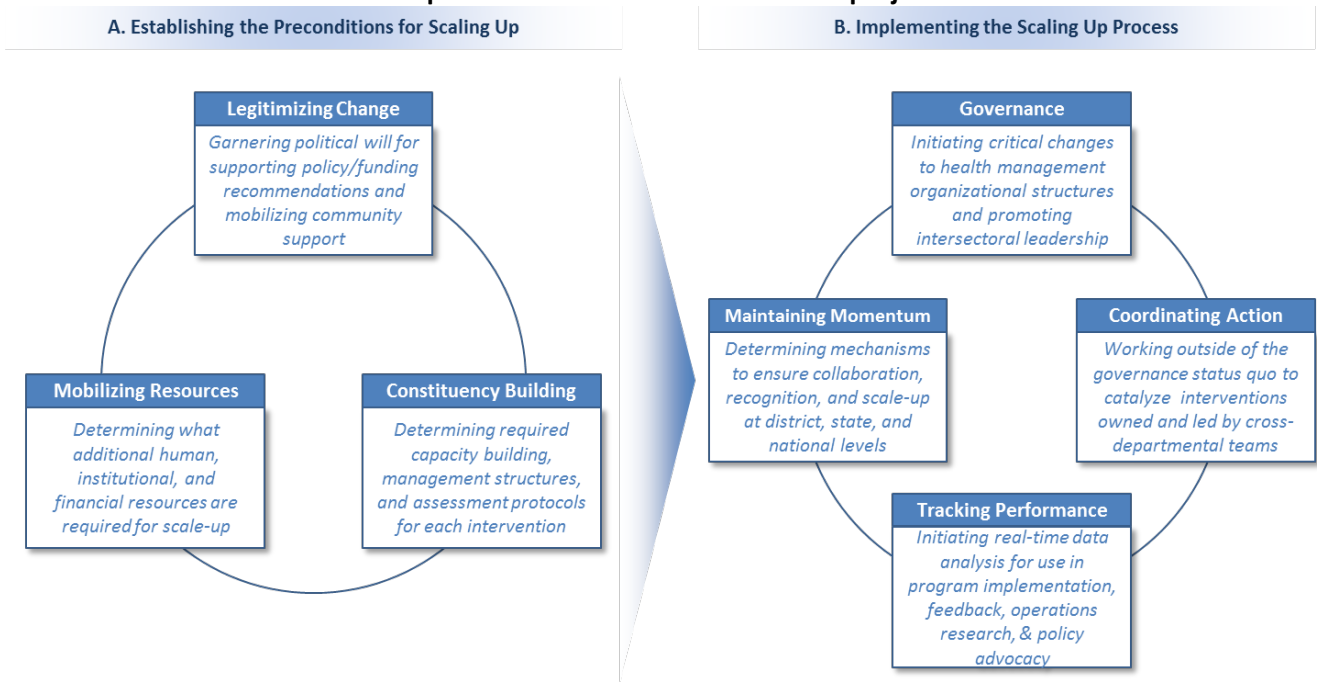 A. Establishing the Preconditions for Scaling Up
Legitimizing Change
Garnering political will for
supporting policy/funding
recommendations and
mobilizing community
support
Mobilizing Resources
Determining what
additional human,
institutional, and
financial resources are
required for scale-up
Constituency Building
Determining required
capacity building,
management structures,
and assessment protocols
for each intervention
B. Implementing the Scaling Up Process
Governance
Initiating critical changes
to health management
organizational structures
and promoting
intersectoral leadership
Maintaining Momentum
Determining mechanisms
to ensure collaboration,
recognition, and scale-up
at district, state, and
national levels
Coordinating Action
Working outside of the
governance status quo to
catalyze interventions
owned and led by cross-
departmental teams
Tracking Performance
Initiating real-time data
analysis for use in
program implementation,
feedback, operations
research, & policy
advocacy